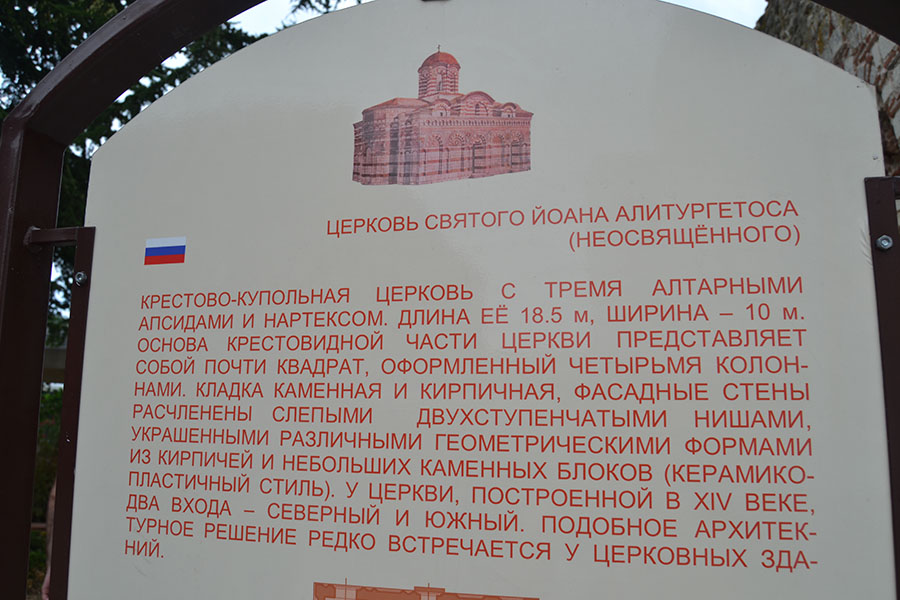 ЦЕРКОВЬ СВЯТОГО ЙОАНА АЛИТУРГЕТОСА
(НЕОСВЯЩЁННОГО)
КРЕСТОВО-КУПОЛЬНАЯ ЦЕРКОВЬ С ТРЕМЯ АЛТАРНЫМИ
АПСИДАМИ И НАРТЕКСОМ. ДЛИНА ЕЁ 18.5 м, ШИРИНА – 10 м.
ОСНОВА КРЕСТОВИДНОЙ ЧАСТИ ЦЕРКВИ ПРЕДСТАВЛЯЕТ
СОБОЙ ПОЧТИ КВАДРАТ, ОФОРМЛЕННЫЙ ЧЕТЫРЬМЯ КОЛОН-
НАМИ. КЛАДКА КАМЕННАЯ И КИРПИЧНАЯ, ФАСАДНЫЕ СТЕНЫ
РАСЧЛЕНЕНЫ СЛЕПЫМИ ДВУХСТУПЕНЧАТЫМИ НИШАМИ,
УКРАШЕННЫМИ РАЗЛИЧНЫМИ ГЕОМЕТРИЧЕСКИМИ ФОРМАМИ
ИЗ КИРПИЧЕЙ И НЕБОЛЬШИХ КАМЕННЫХ БЛОКОВ (КЕРАМИКО-
ПЛАСТИЧНЫЙ СТИЛЬ). У ЦЕРКВИ, ПОСТРОЕННОЙ В XIV ВЕКЕ,
ДВА ВХОДА – СЕВЕРНЫЙ И ЮЖНЫЙ. ПОДОБНОЕ АРХИТЕК-
ТУРНОЕ РЕШЕНИЕ РЕДКО ВСТРЕЧАЕТСЯ У ЦЕРКОВНЫХ ЗДА-
НИЙ.